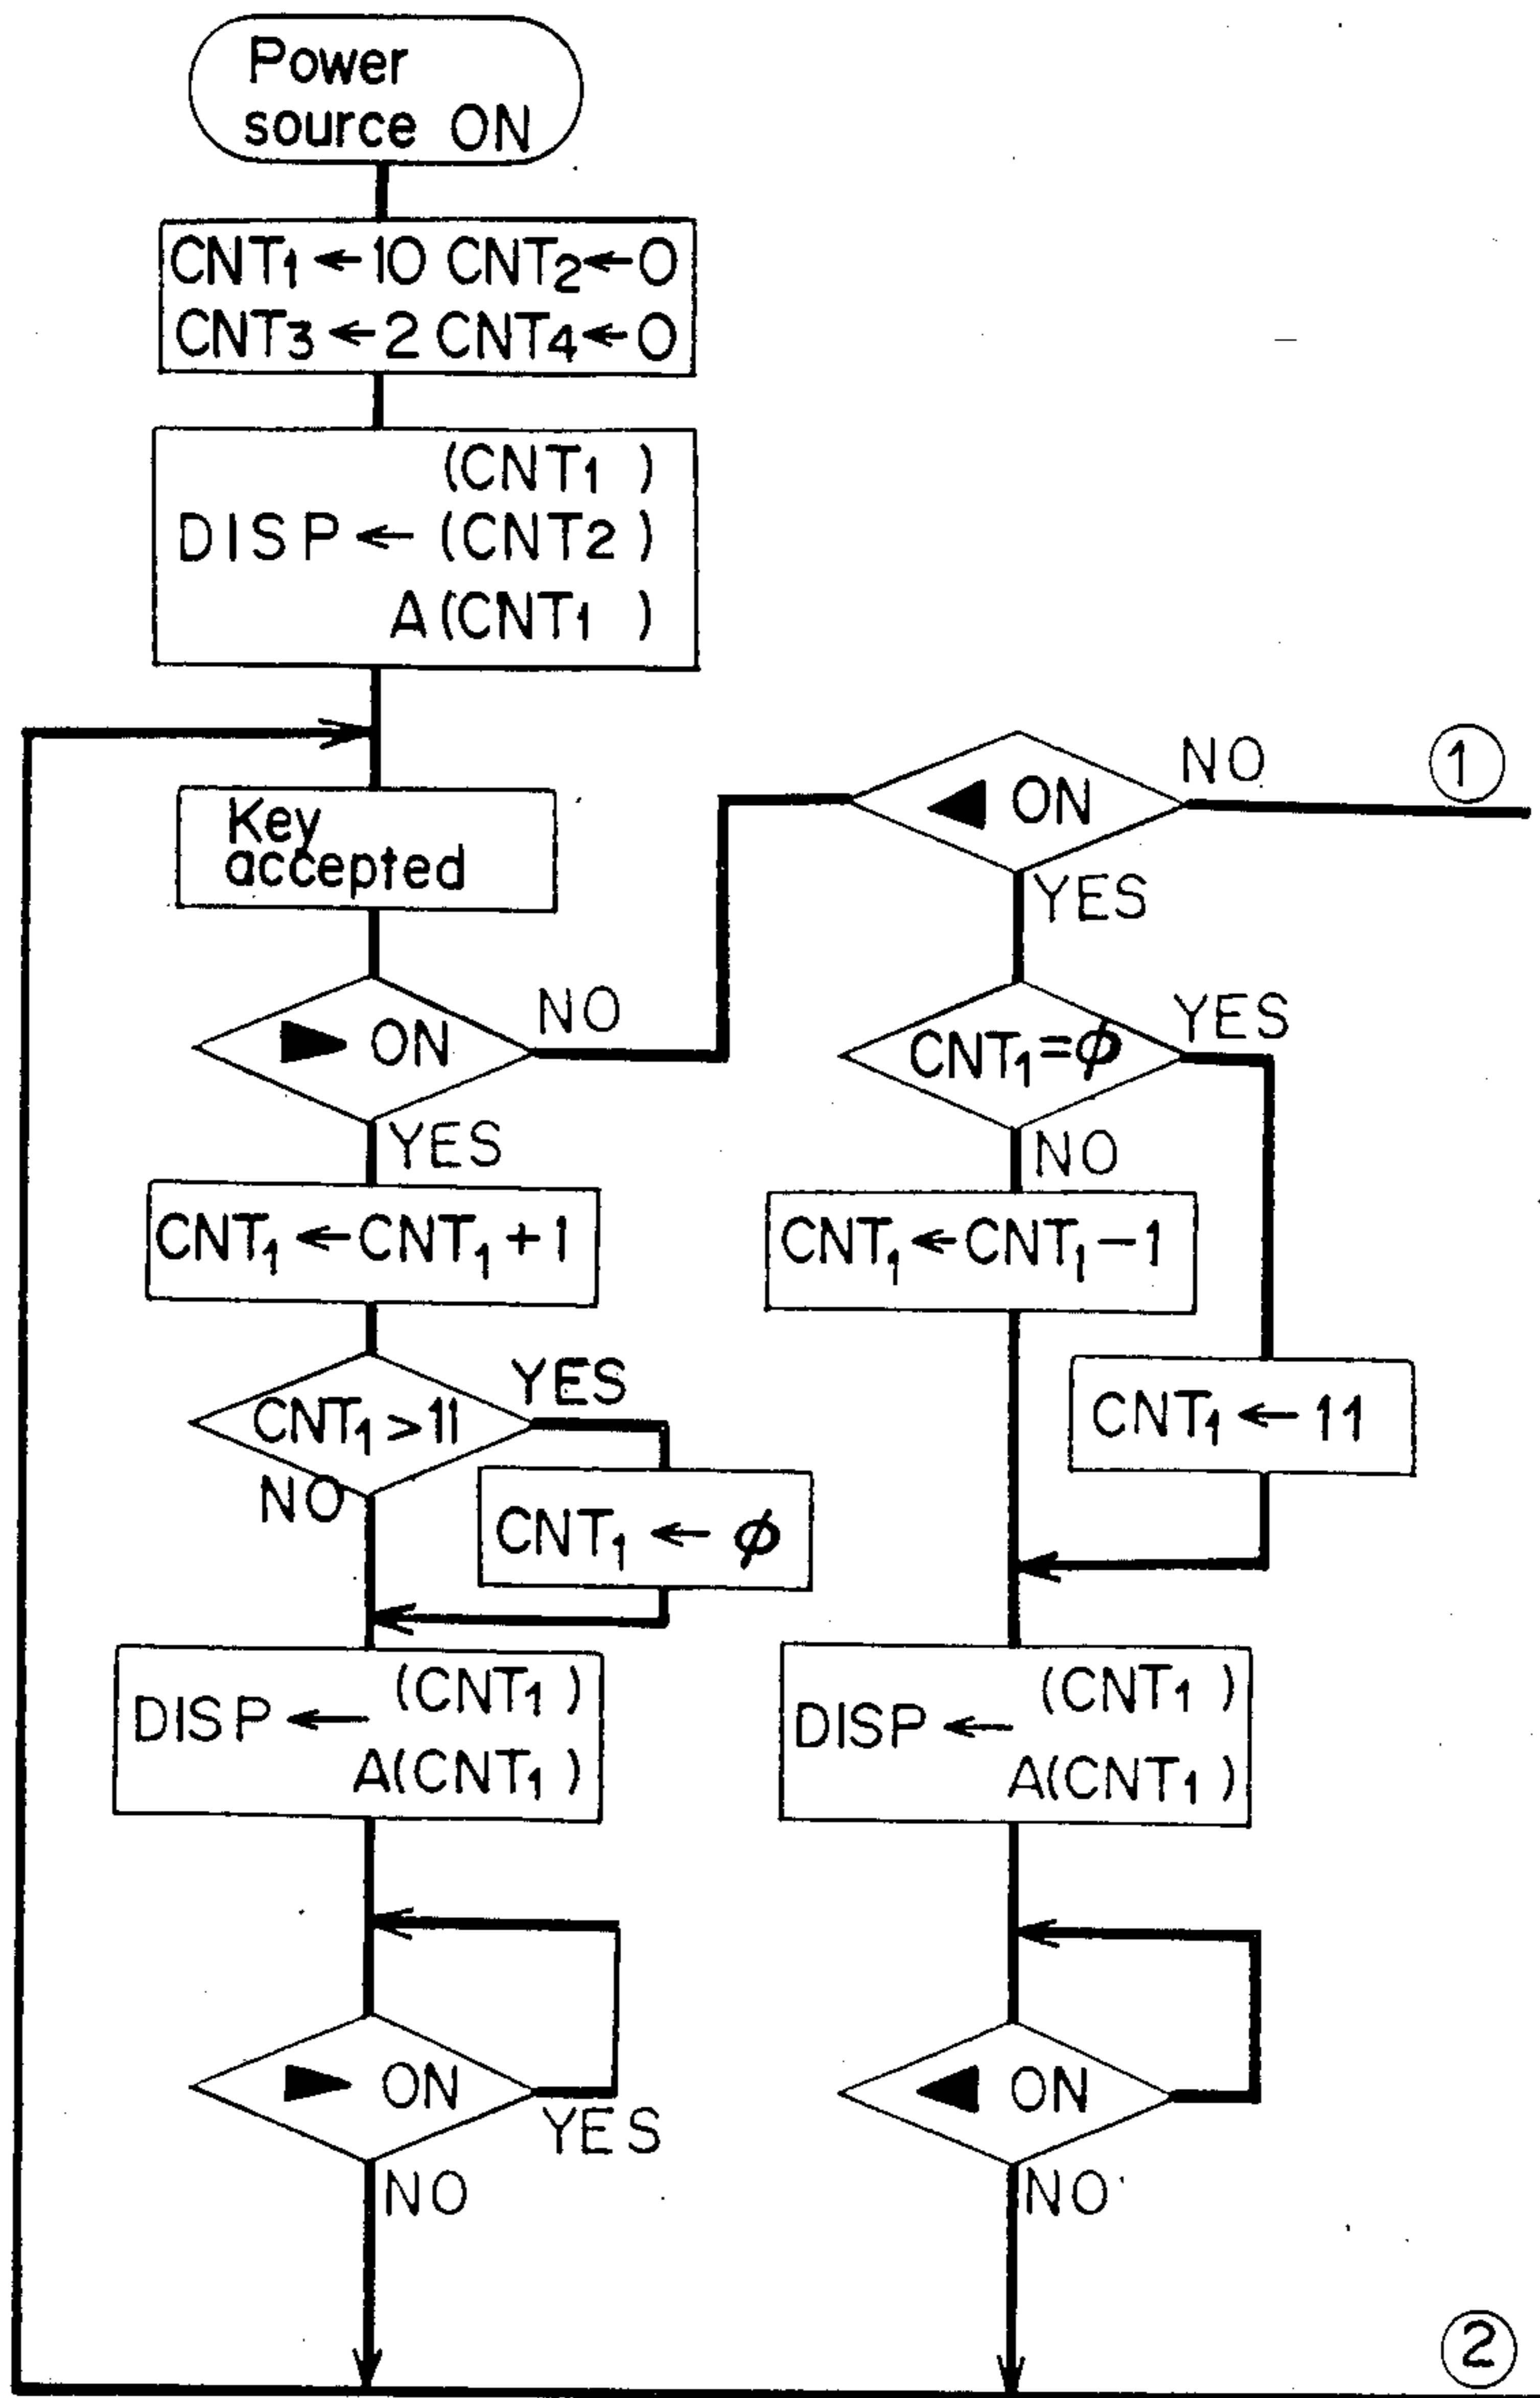 Power
source ON
CNT₁ ← 10 CNT₂ ← 0
CNT₃ ← 2 CNT₄ ← 0
(CNT₁ )
DISP ← (CNT₂ )
A(CNT₁ )
Key
accepted
▶ ON
NO
YES
CNT₁ ← CNT₁ + 1
CNT₁ > 11
YES
NO
CNT₁ ← ϕ
(CNT₁ )
DISP ←
A(CNT₁ )
▶ ON
YES
NO
◀ ON
NO
①
YES
CNT₁ = ϕ
YES
NO
CNT₁ ← CNT₁ − 1
CNT₁ ← 11
(CNT₁ )
DISP ←
A(CNT₁ )
◀ ON
NO
②